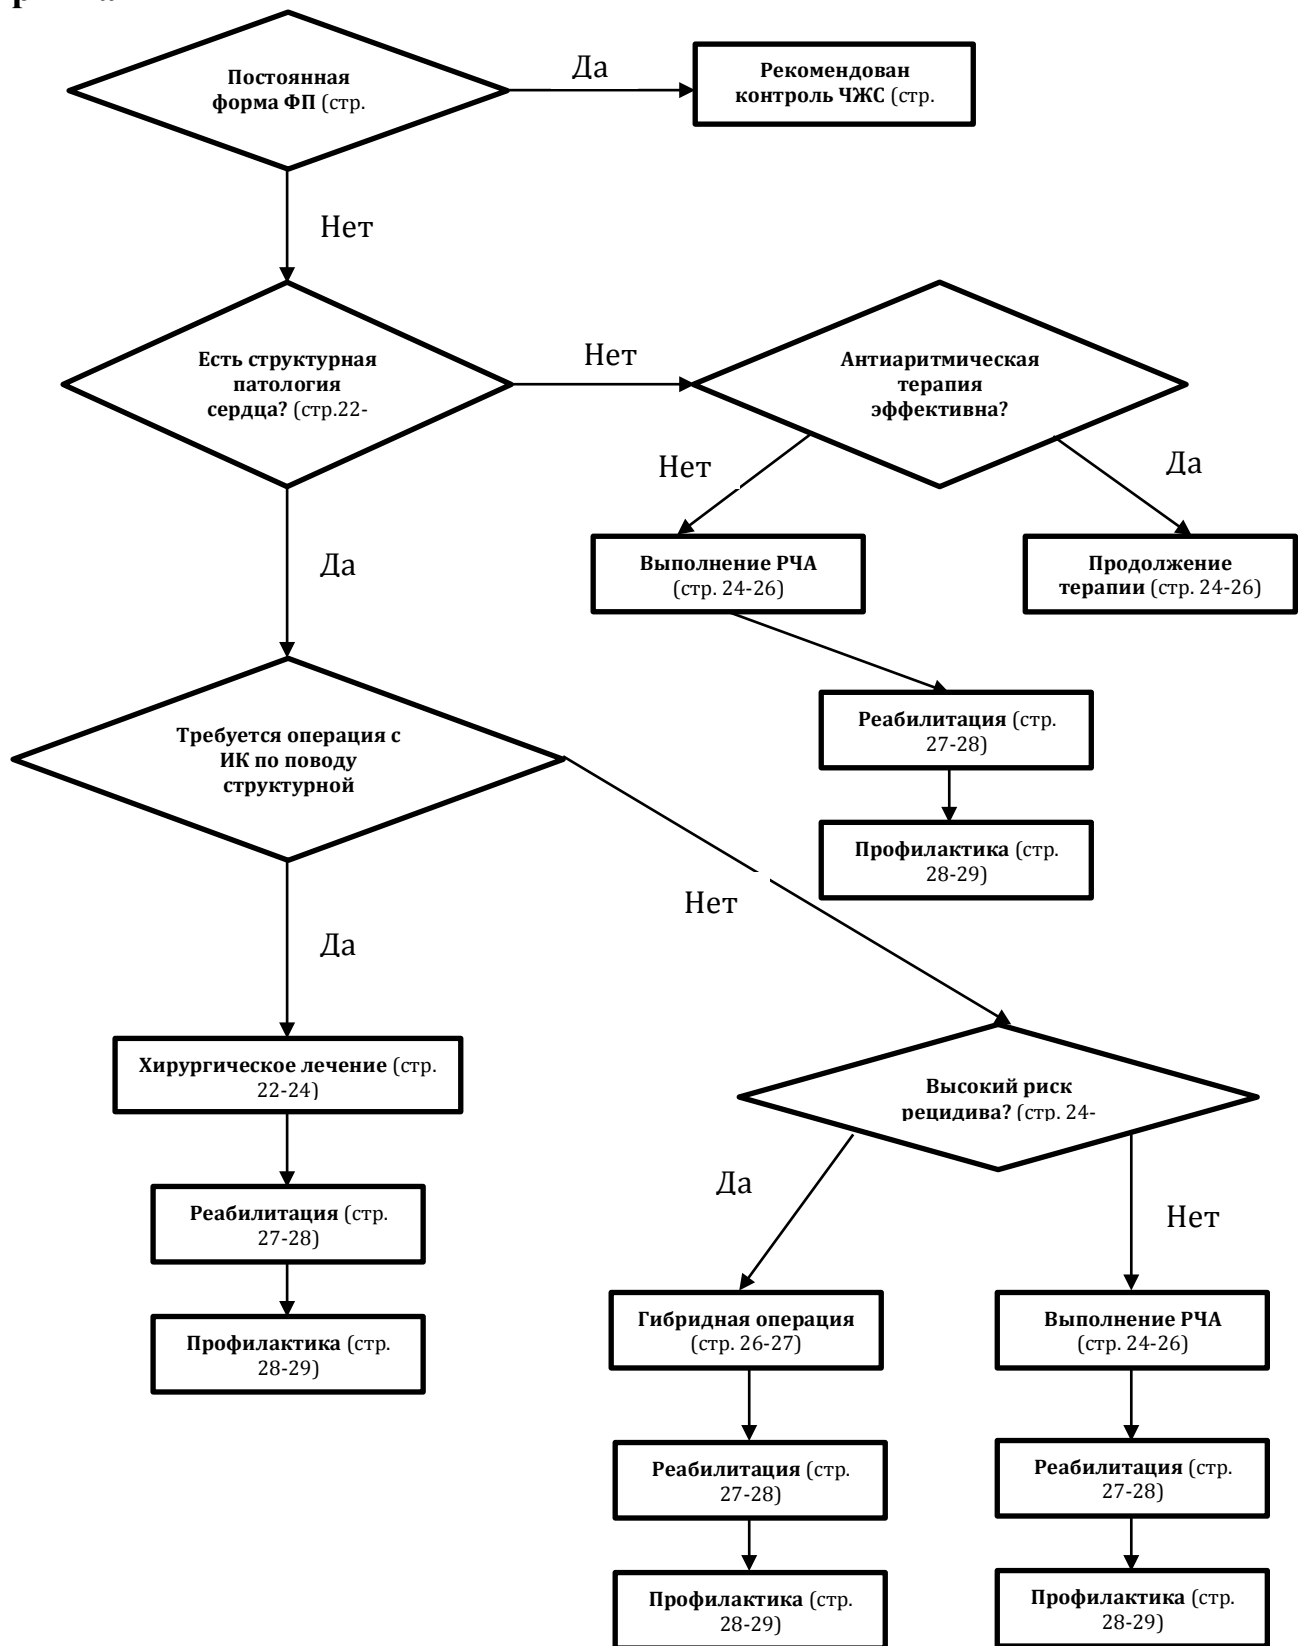 Постоянная
форма ФП (стр.
Да
Рекомендован
контроль ЧЖС (стр.
Нет
Есть структурная
патология
сердца? (стр.22-
Нет
Антиаритмическая
терапия
эффективна?
Нет
Да
Да
Выполнение РЧА
(стр. 24-26)
Продолжение
терапии (стр. 24-26)
Реабилитация (стр.
27-28)
Профилактика (стр.
28-29)
Требуется операция с
ИК по поводу
структурной
Нет
Да
Хирургическое лечение (стр.
22-24)
Реабилитация (стр.
27-28)
Профилактика (стр.
28-29)
Высокий риск
рецидива? (стр. 24-
Да
Нет
Гибридная операция
(стр. 26-27)
Выполнение РЧА
(стр. 24-26)
Реабилитация (стр.
27-28)
Реабилитация (стр.
27-28)
Профилактика (стр.
28-29)
Профилактика (стр.
28-29)